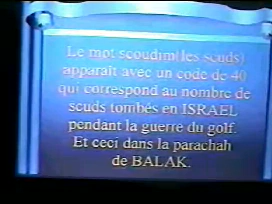 Le mot scoudim(les scuds)
apparaît avec un code de 40
qui correspond au nombre de
scuds tombés en ISRAEL
pendant la guerre du golf.
Et ceci dans la parachah
de BALAK.